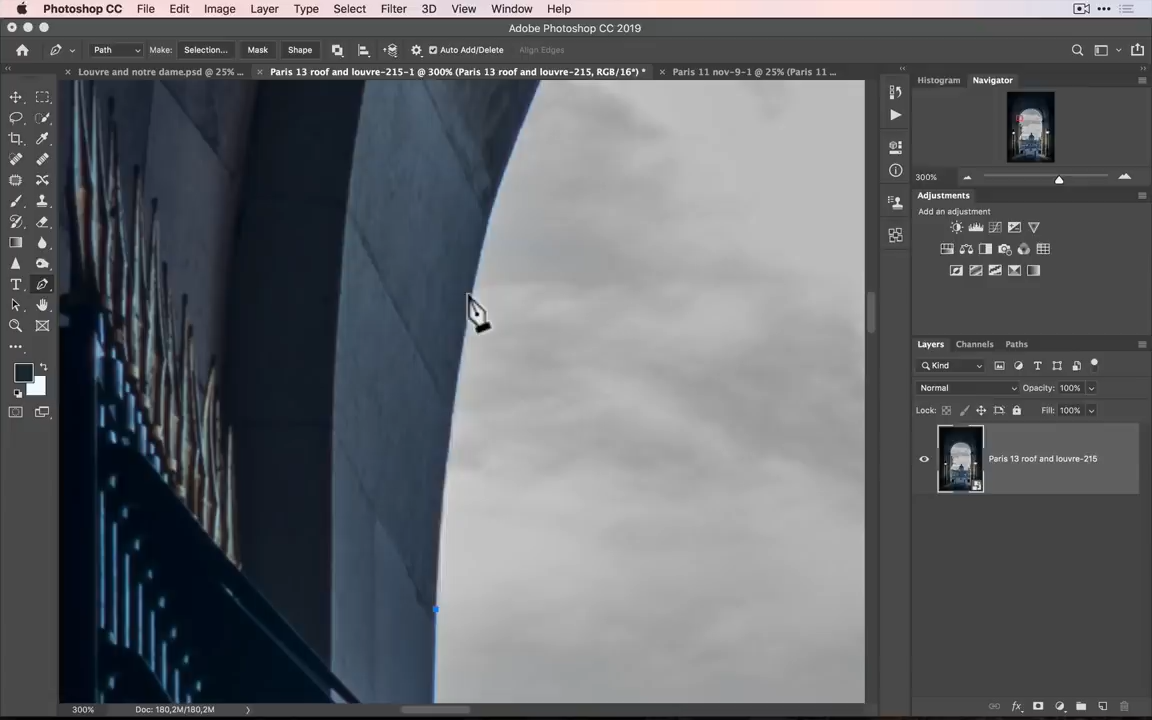 Photoshop CC File Edit Image Layer Type Select Filter 3D View Window Help
Adobe Photoshop CC 2019
Path Make: Selection... Mask Shape Auto Add/Delete Align Edges
Louvre and notre dame.psd @ 25% ... Paris 13 roof and louvre-215-1 @ 300% (Paris 13 roof and louvre-215, RGB/16*) * Paris 11 nov-9-1 @ 25% (Paris 11 ...
Histogram Navigator
300%
Adjustments
Add an adjustment
Layers Channels Paths
Kind
Normal Opacity: 100%
Lock: Fill: 100%
Paris 13 roof and louvre-215
300% Doc: 180,2M/180,2M